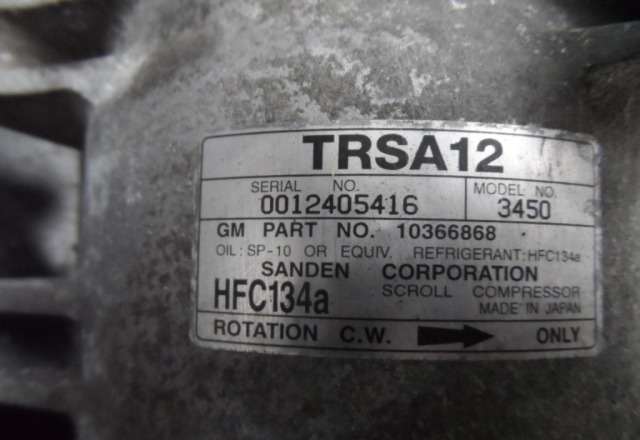 TRSA12
SERIAL NO. MODEL NO.
0012405416 3450
GM PART NO. 10366868
OIL: SP-10 OR EQUIV. REFRIGERANT:HFC134a
SANDEN CORPORATION
HFC134a SCROLL COMPRESSOR
MADE IN JAPAN
ROTATION C.W. ONLY